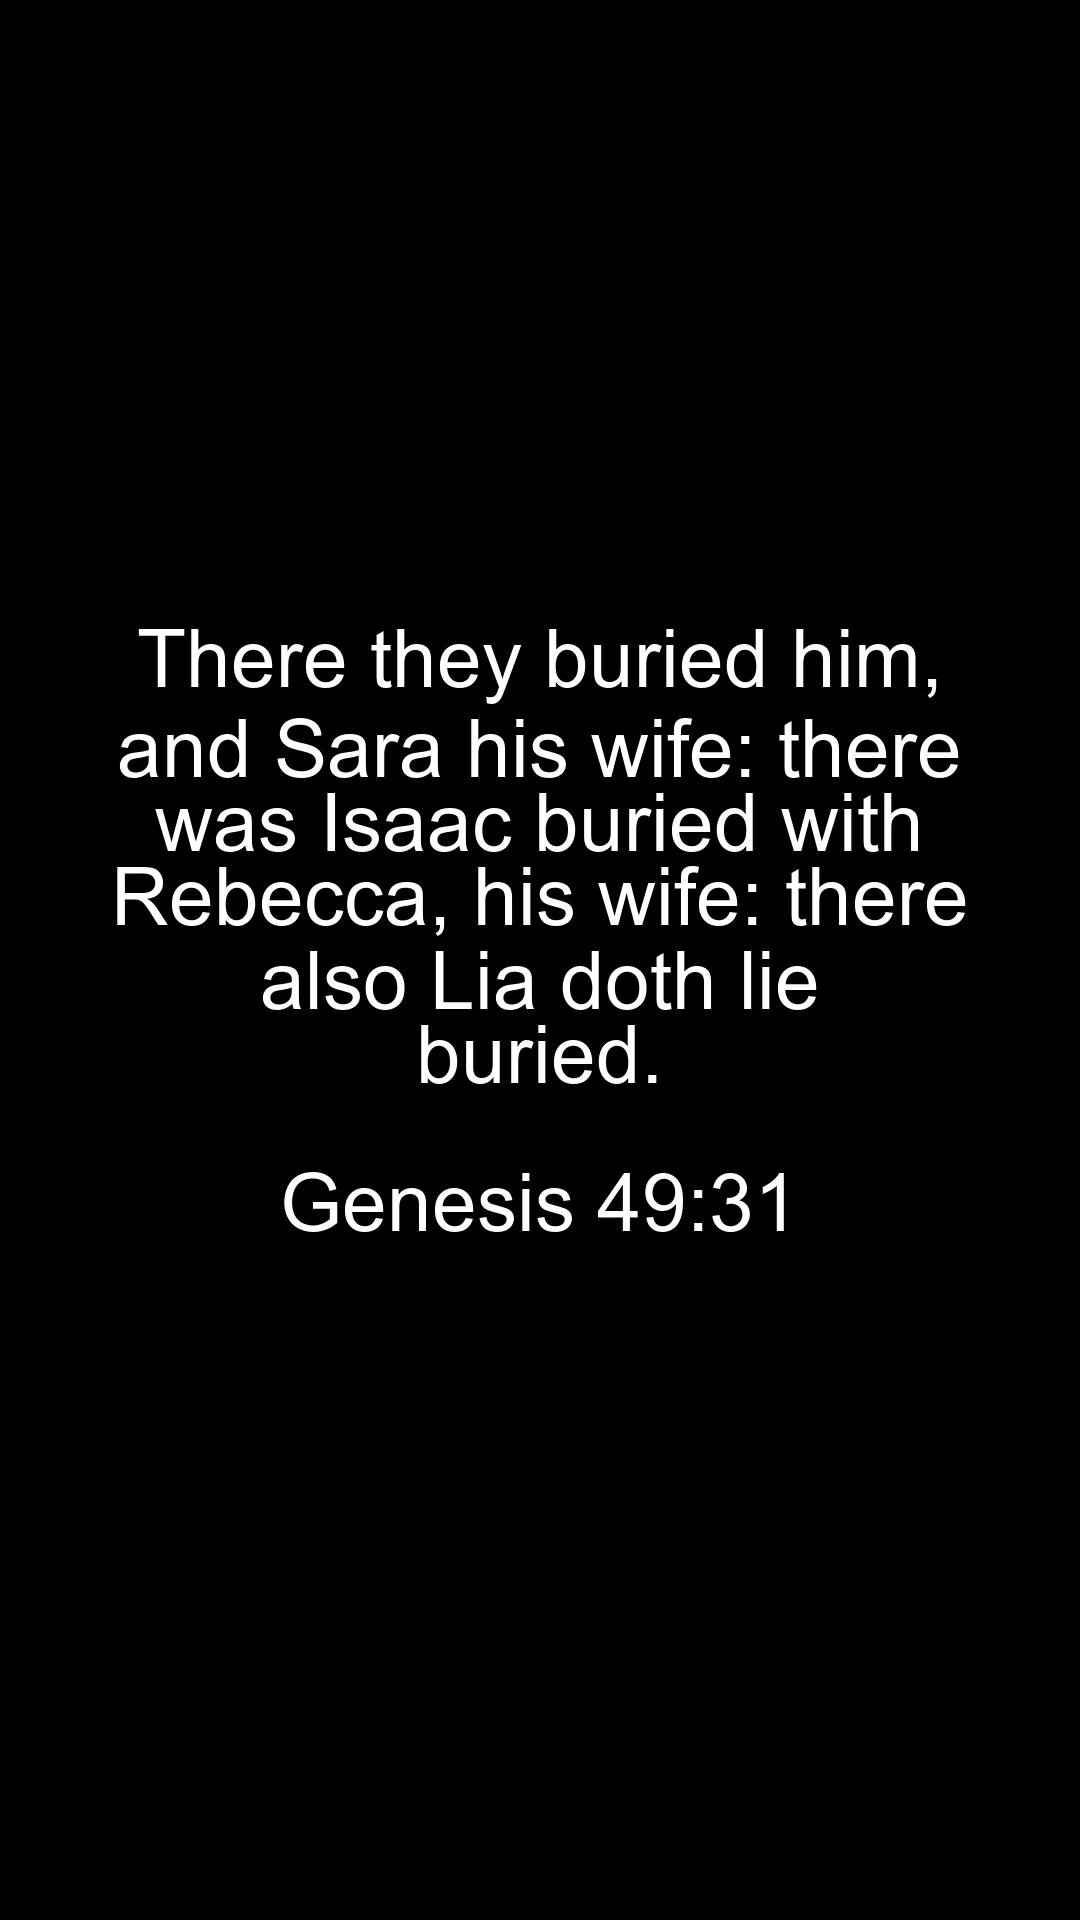 There they buried him,
and Sara his wife: there
was Isaac buried with
Rebecca, his wife: there
also Lia doth lie
buried.
Genesis 49:31